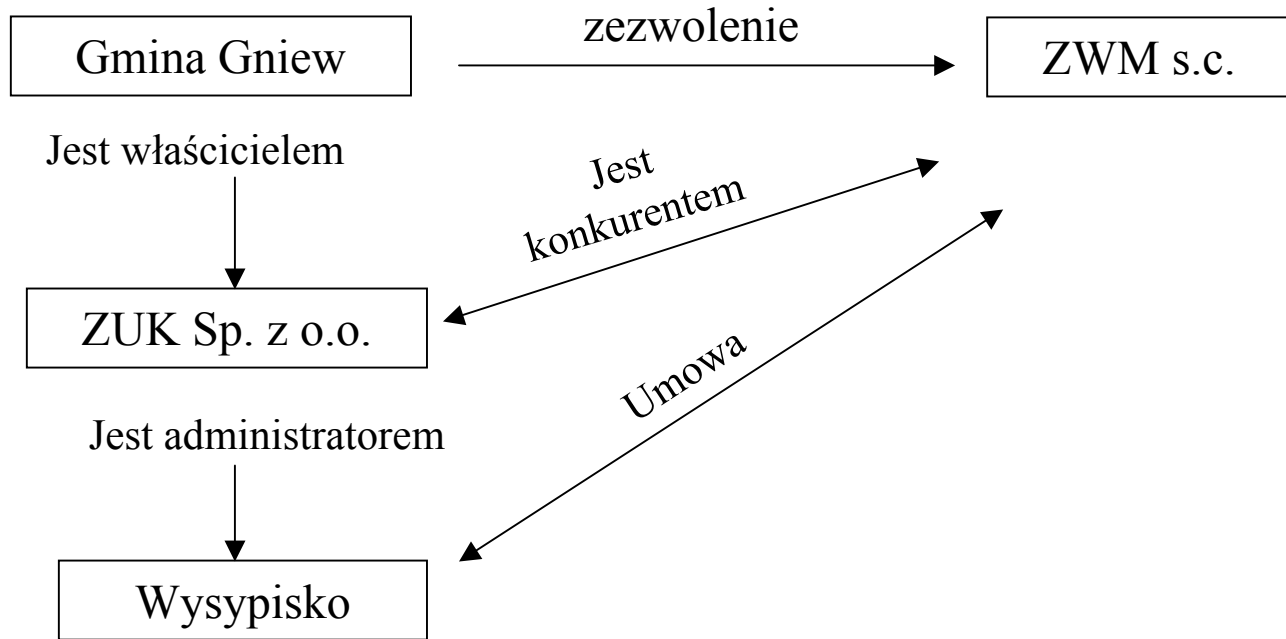 Gmina Gniew
zezwolenie
ZWM s.c.
Jest właścicielem
Jest
konkurentem
ZUK Sp. z o.o.
Umowa
Jest administratorem
Wysypisko